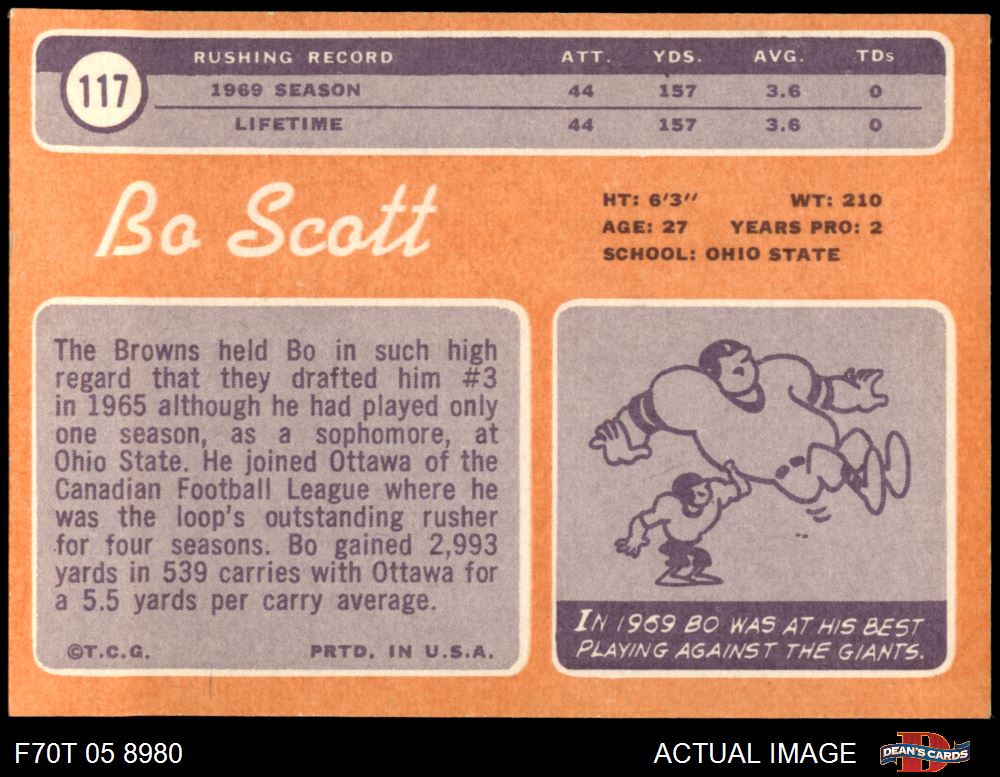 117
RUSHING RECORD ATT. YDS. AVG. TDs
1969 SEASON 44 157 3.6 0
LIFETIME 44 157 3.6 0
Bo Scott
HT: 6'3" WT: 210
AGE: 27 YEARS PRO: 2
SCHOOL: OHIO STATE
The Browns held Bo in such high
regard that they drafted him #3
in 1965 although he had played only
one season, as a sophomore, at
Ohio State. He joined Ottawa of the
Canadian Football League where he
was the loop's outstanding rusher
for four seasons. Bo gained 2,993
yards in 539 carries with Ottawa for
a 5.5 yards per carry average.
©T.C.G. PRTD. IN U.S.A.
IN 1969 BO WAS AT HIS BEST
PLAYING AGAINST THE GIANTS.
F70T 05 8980 ACTUAL IMAGE
DEAN'S CARDS